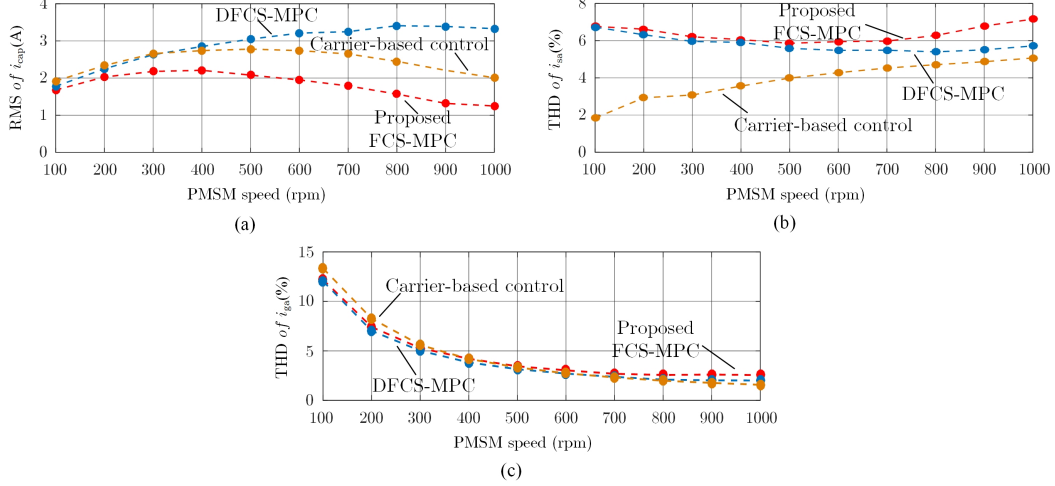 RMS of i_cap(A)
4
3
2
1
0
DFCS-MPC
Carrier-based control
Proposed
FCS-MPC
100 200 300 400 500 600 700 800 900 1000
PMSM speed (rpm)
(a)
THD of i_sa(%)
8
6
4
2
0
Proposed
FCS-MPC
DFCS-MPC
Carrier-based control
100 200 300 400 500 600 700 800 900 1000
PMSM speed (rpm)
(b)
THD of i_ga(%)
15
10
5
0
Carrier-based control
Proposed
FCS-MPC
DFCS-MPC
100 200 300 400 500 600 700 800 900 1000
PMSM speed (rpm)
(c)